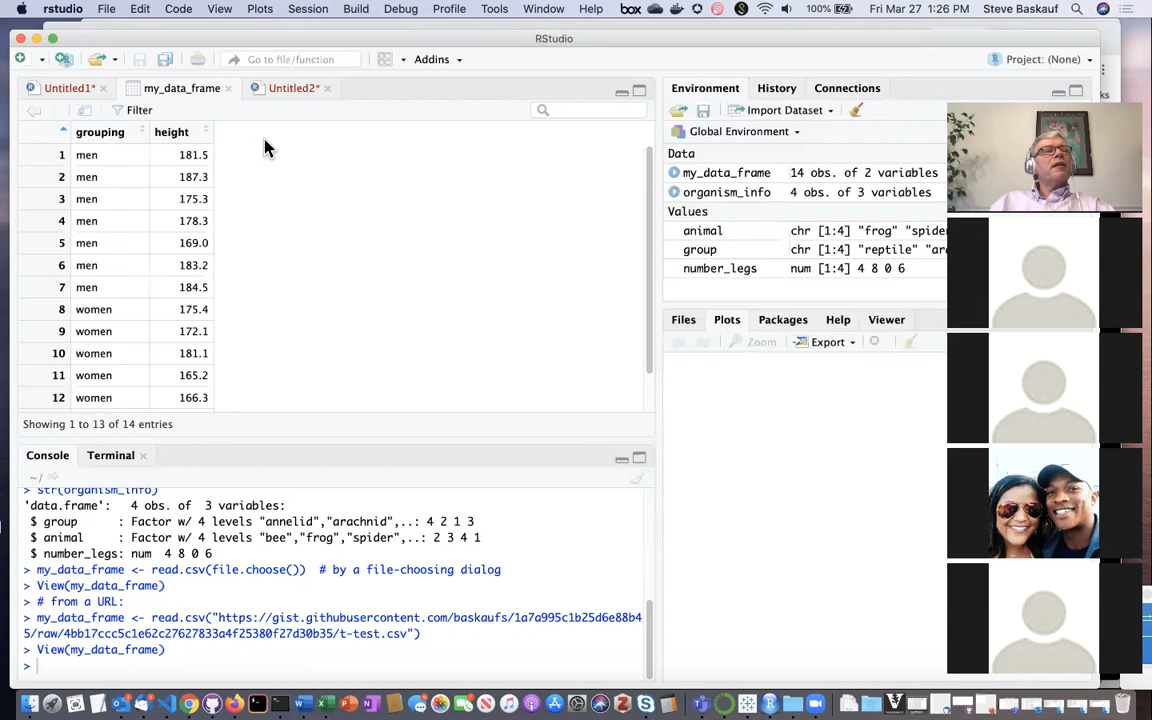 rstudio File Edit Code View Plots Session Build Debug Profile Tools Window Help box 100% Fri Mar 27 1:26 PM Steve Baskauf
RStudio
Go to file/function Addins Project: (None)
Untitled1* my_data_frame Untitled2*
Filter
grouping height
1 men 181.5
2 men 187.3
3 men 175.3
4 men 178.3
5 men 169.0
6 men 183.2
7 men 184.5
8 women 175.4
9 women 172.1
10 women 181.1
11 women 165.2
12 women 166.3
Showing 1 to 13 of 14 entries
Console Terminal
~/
> str(organism_info)
'data.frame': 4 obs. of 3 variables:
$ group : Factor w/ 4 levels "annelid","arachnid",..: 4 2 1 3
$ animal : Factor w/ 4 levels "bee","frog","spider",..: 2 3 4 1
$ number_legs: num 4 8 0 6
> my_data_frame <- read.csv(file.choose()) # by a file-choosing dialog
> View(my_data_frame)
> # from a URL:
> my_data_frame <- read.csv("https://gist.githubusercontent.com/baskaufs/1a7a995c1b25d6e88b4
5/raw/4bb17ccc5c1e62c27627833a4f25380f27d30b35/t-test.csv")
> View(my_data_frame)
>
Environment History Connections
Import Dataset
Global Environment
Data
my_data_frame 14 obs. of 2 variables
organism_info 4 obs. of 3 variables
Values
animal chr [1:4] "frog" "spider
group chr [1:4] "reptile" "ara
number_legs num [1:4] 4 8 0 6
Files Plots Packages Help Viewer
Zoom Export